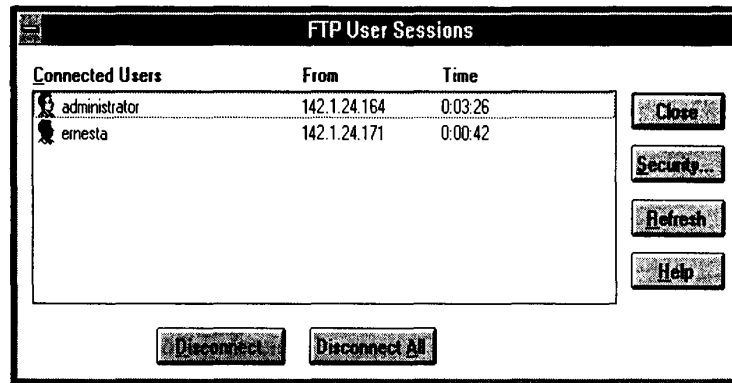 FTP User Sessions
Connected Users From Time
administrator 142.1.24.164 0:03:26
ernesta 142.1.24.171 0:00:42
Close
Security...
Refresh
Help
Disconnect Disconnect All